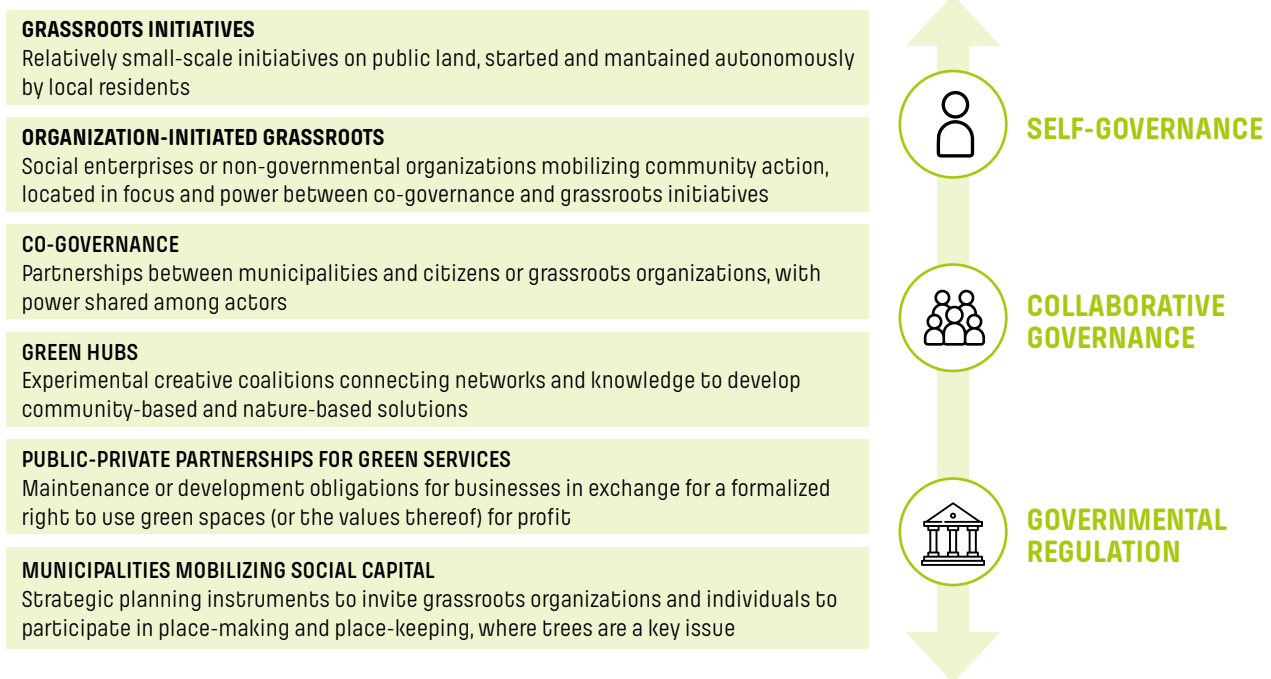 GRASSROOTS INITIATIVES
Relatively small-scale initiatives on public land, started and mantained autonomously
by local residents
ORGANIZATION-INITIATED GRASSROOTS
Social enterprises or non-governmental organizations mobilizing community action,
located in focus and power between co-governance and grassroots initiatives
CO-GOVERNANCE
Partnerships between municipalities and citizens or grassroots organizations, with
power shared among actors
GREEN HUBS
Experimental creative coalitions connecting networks and knowledge to develop
community-based and nature-based solutions
PUBLIC-PRIVATE PARTNERSHIPS FOR GREEN SERVICES
Maintenance or development obligations for businesses in exchange for a formalized
right to use green spaces (or the values thereof) for profit
MUNICIPALITIES MOBILIZING SOCIAL CAPITAL
Strategic planning instruments to invite grassroots organizations and individuals to
participate in place-making and place-keeping, where trees are a key issue
SELF-GOVERNANCE
COLLABORATIVE
GOVERNANCE
GOVERNMENTAL
REGULATION